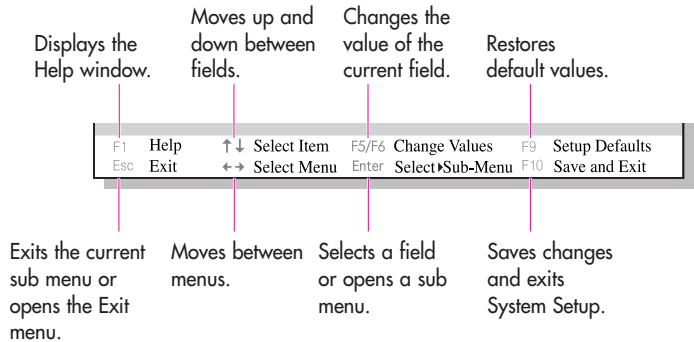 Displays the
Help window.
Moves up and
down between
fields.
Changes the
value of the
current field.
Restores
default values.
F1 Help ↑↓ Select Item F5/F6 Change Values F9 Setup Defaults
Esc Exit ←→ Select Menu Enter Select▶Sub-Menu F10 Save and Exit
Exits the current
sub menu or
opens the Exit
menu.
Moves between
menus.
Selects a field
or opens a sub
menu.
Saves changes
and exits
System Setup.